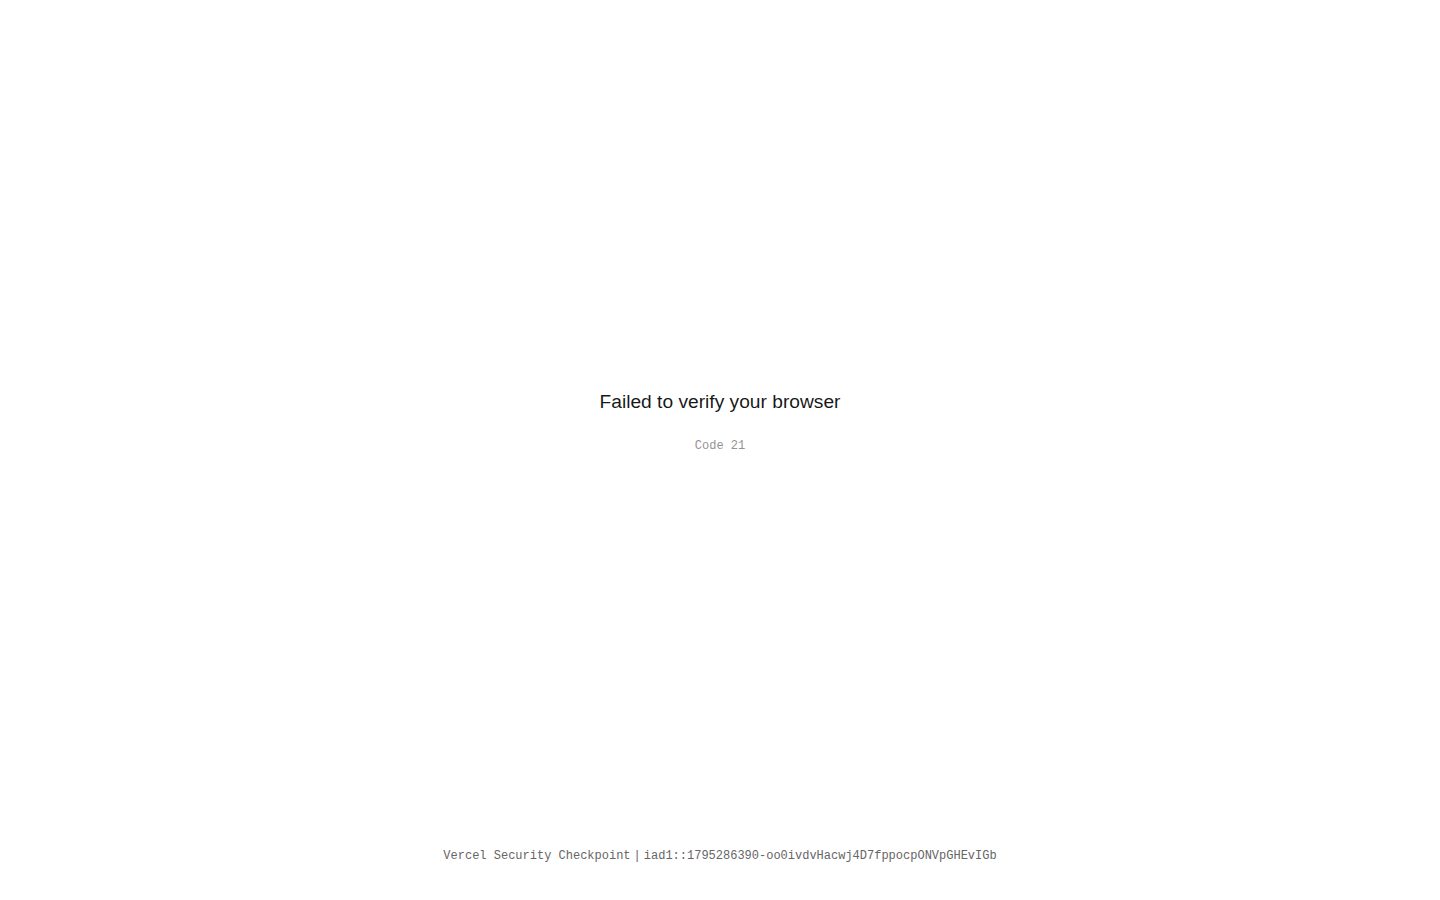 Failed to verify your browser
Code 21
Vercel Security Checkpoint | iad1::1795286390-oo0ivdvHacwj4D7fppocpONVpGHEvIGb